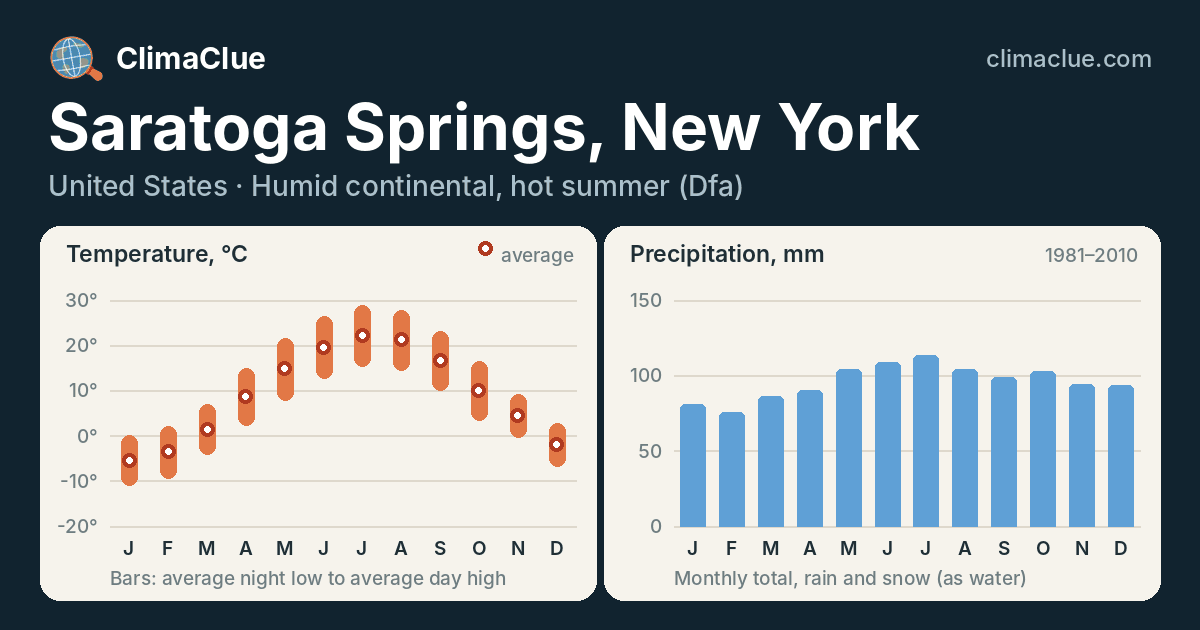 ClimaClue
climaclue.com
Saratoga Springs, New York
United States · Humid continental, hot summer (Dfa)
Temperature, °C
average
30°
20°
10°
0°
-10°
-20°
J F M A M J J A S O N D
Bars: average night low to average day high
Precipitation, mm
1981–2010
150
100
50
0
J F M A M J J A S O N D
Monthly total, rain and snow (as water)